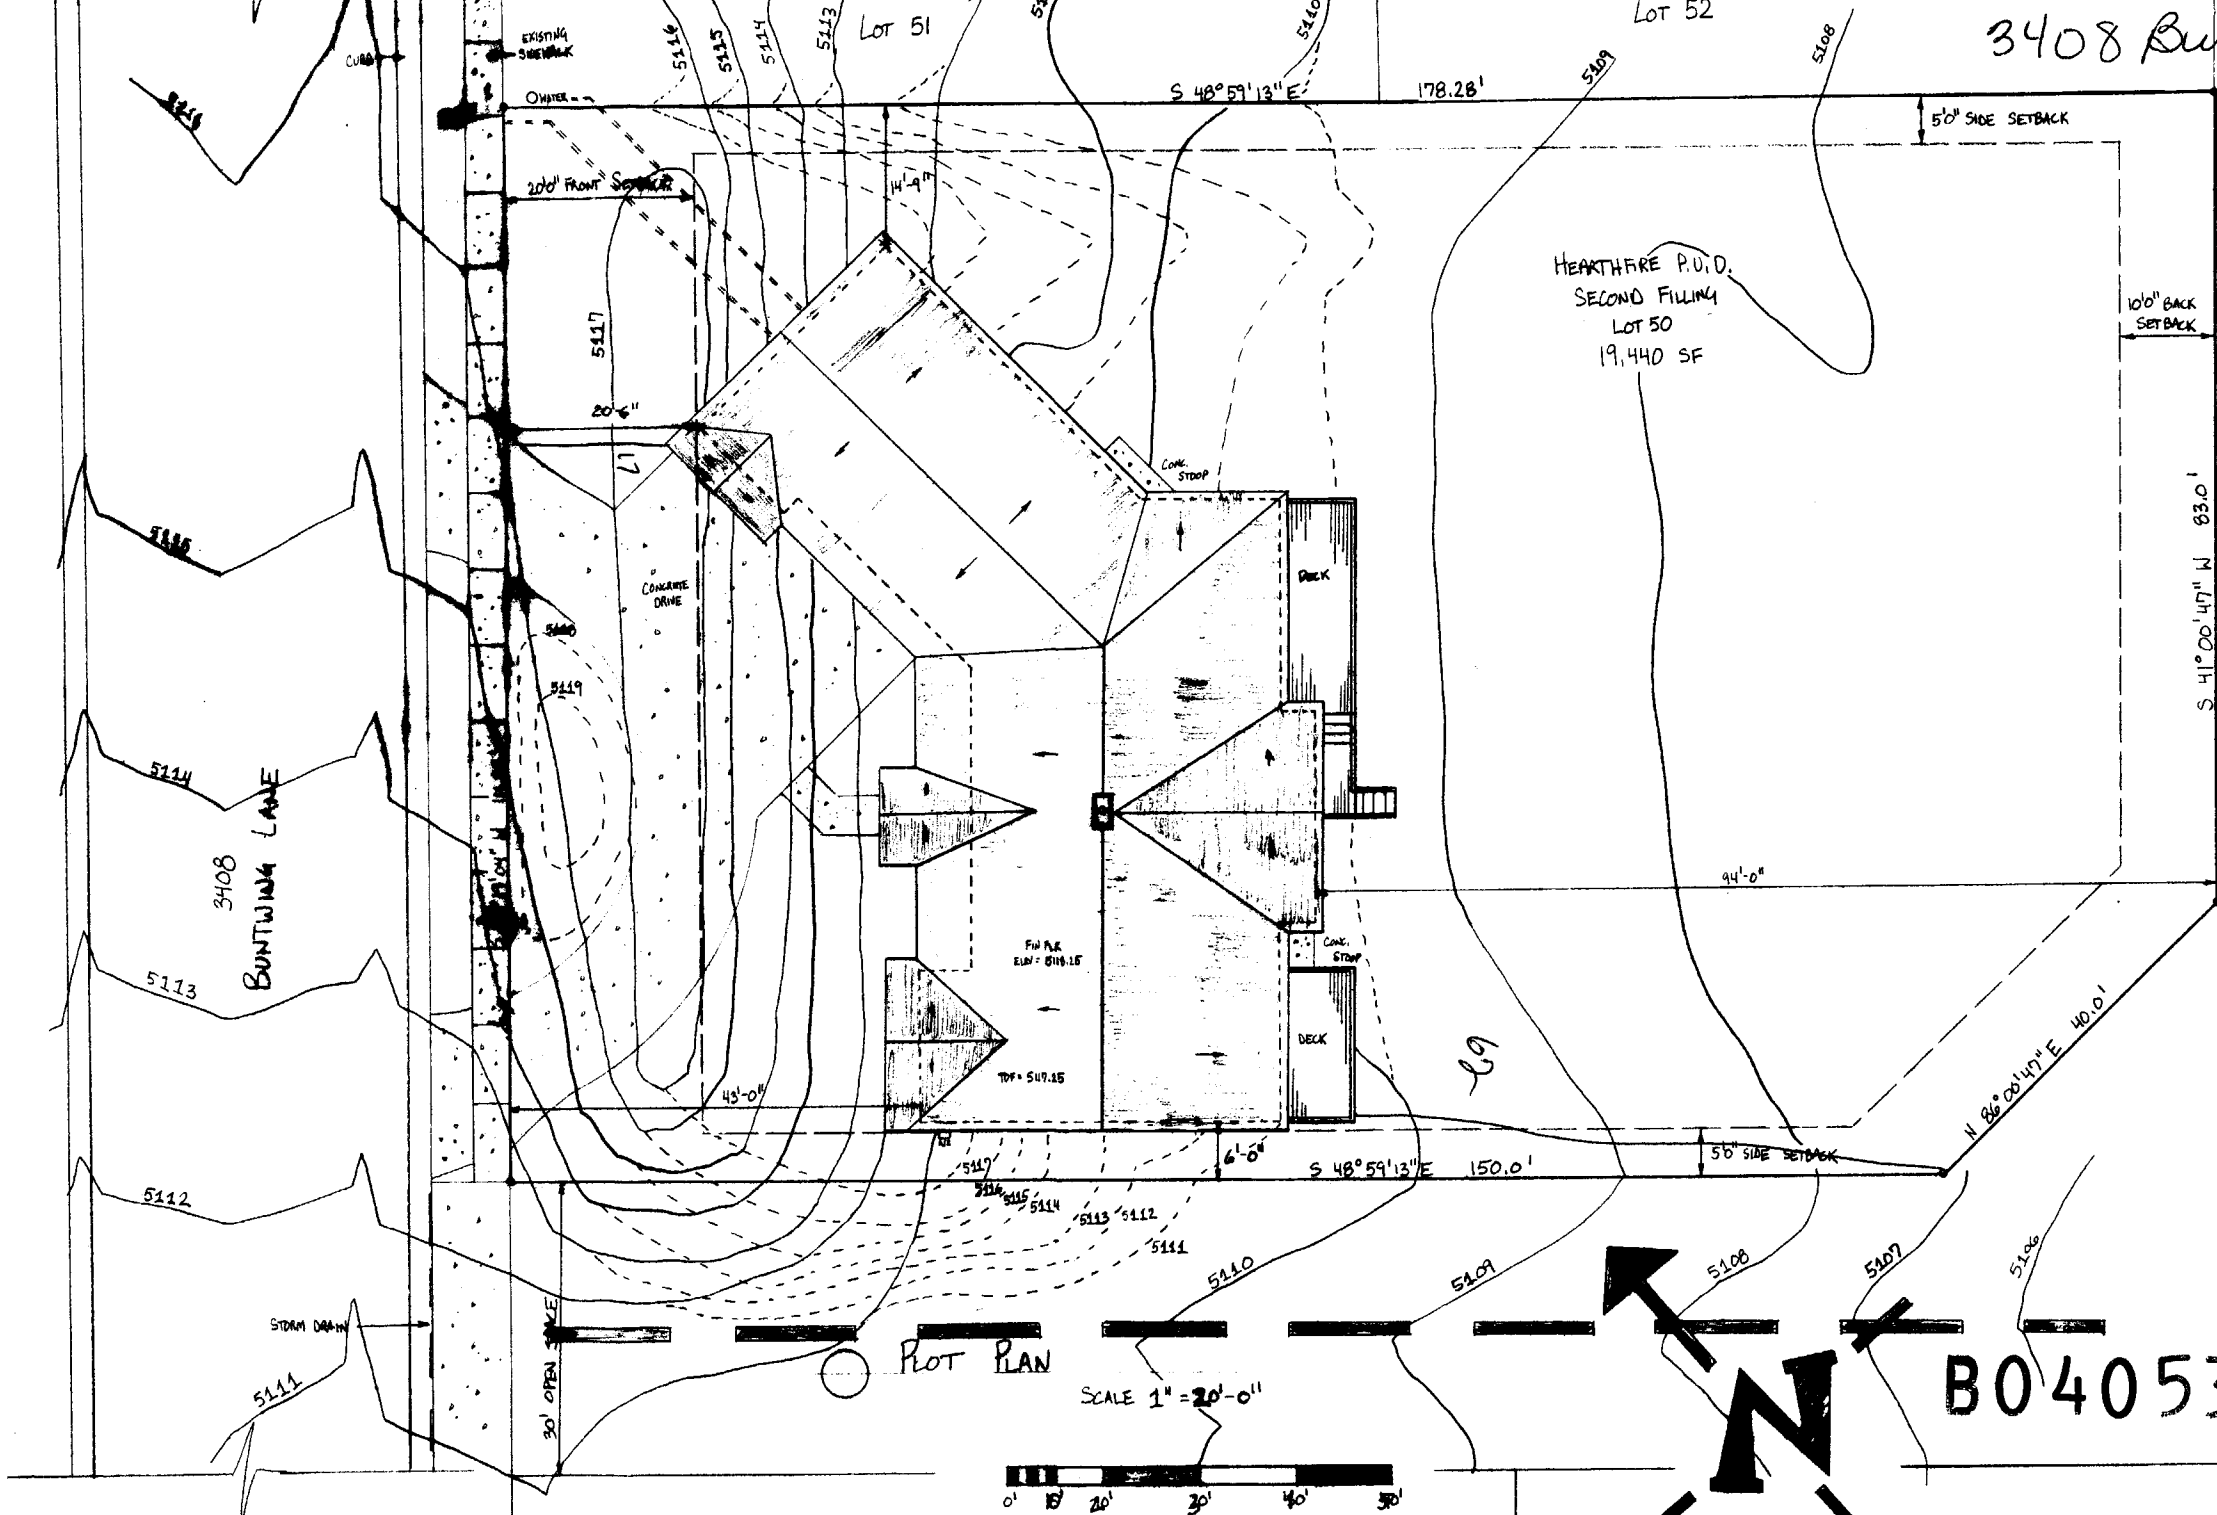 LOT 51
LOT 52
3408 Bu
EXISTING
SIDEWALK
CURB
5116
5115
5114
5113
5110
5109
5108
WATER
S 48°59'13" E
178.28'
5'0" SIDE SETBACK
20'0" FRONT SETBACK
14'-9"
HEARTHFIRE P.U.D.
SECOND FILLING
LOT 50
19,440 SF
10'0" BACK
SETBACK
5117
20'-6"
17
CONC.
STOOP
S 41°00'47" W 83.0'
5115
CONCRETE
DRIVE
DECK
5118
5119
5114
3408
BUNTWING LANE
94'-0"
FIN FLR
CONC.
STOOP
5113
DECK
69
TOF = 5117.25
43'-0"
N 86°00'47" E 40.0'
6'-0"
5'0" SIDE SETBACK
S 48°59'13" E 150.0'
5112
5117
5116
5115
5114
5113
5112
5111
5110
5109
5108
5107
5106
STORM DRAIN
30' OPEN SPACE
5111
PLOT PLAN
SCALE 1" = 20'-0"
N
B0405
0' 10' 20' 30' 40' 50'